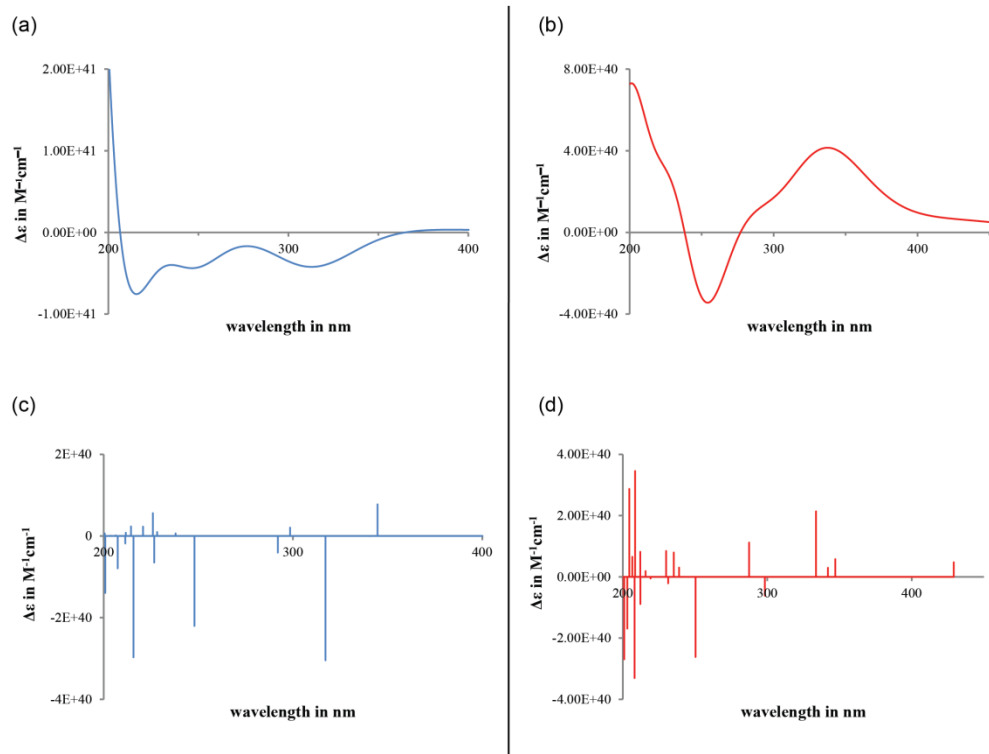 (a)
2.00E+41
1.00E+41
0.00E+00
-1.00E+41
200
300
400
Δε in M⁻¹cm⁻¹
wavelength in nm
(b)
8.00E+40
4.00E+40
0.00E+00
-4.00E+40
200
300
400
Δε in M⁻¹cm⁻¹
wavelength in nm
(c)
2E+40
0
-2E+40
-4E+40
200
300
400
Δε in M⁻¹cm⁻¹
wavelength in nm
(d)
4.00E+40
2.00E+40
0.00E+00
-2.00E+40
-4.00E+40
200
300
400
Δε in M⁻¹cm⁻¹
wavelength in nm